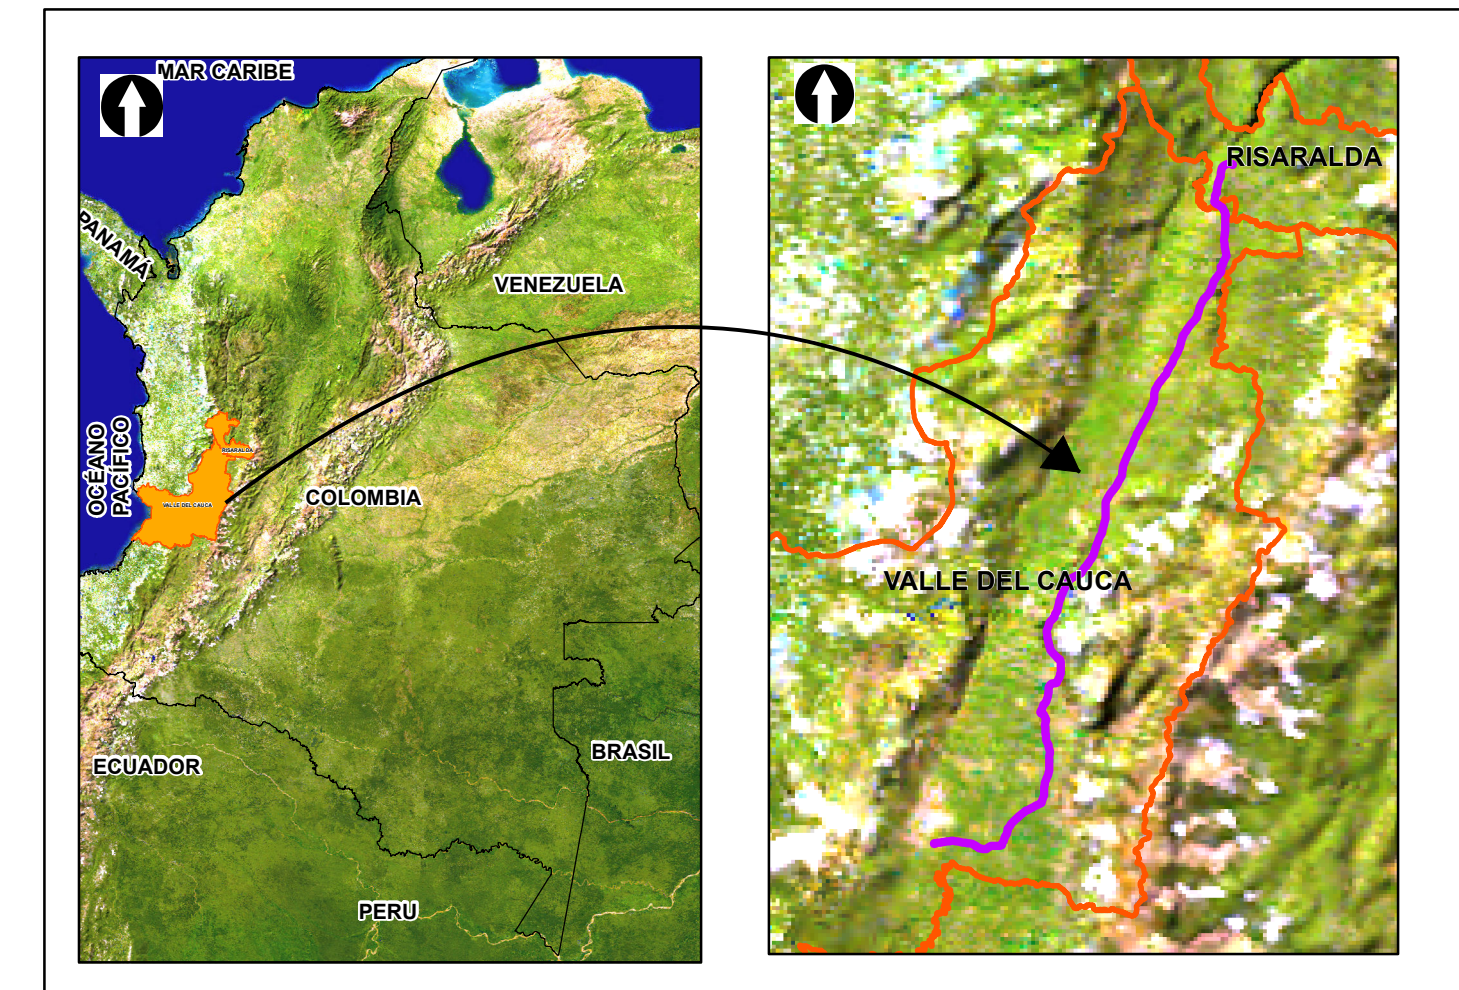 MAR CARIBE
PANAMÁ
VENEZUELA
OCÉANO
PACÍFICO
RISARALDA
VALLE DEL CAUCA
COLOMBIA
ECUADOR
BRASIL
PERU
RISARALDA
VALLE DEL CAUCA